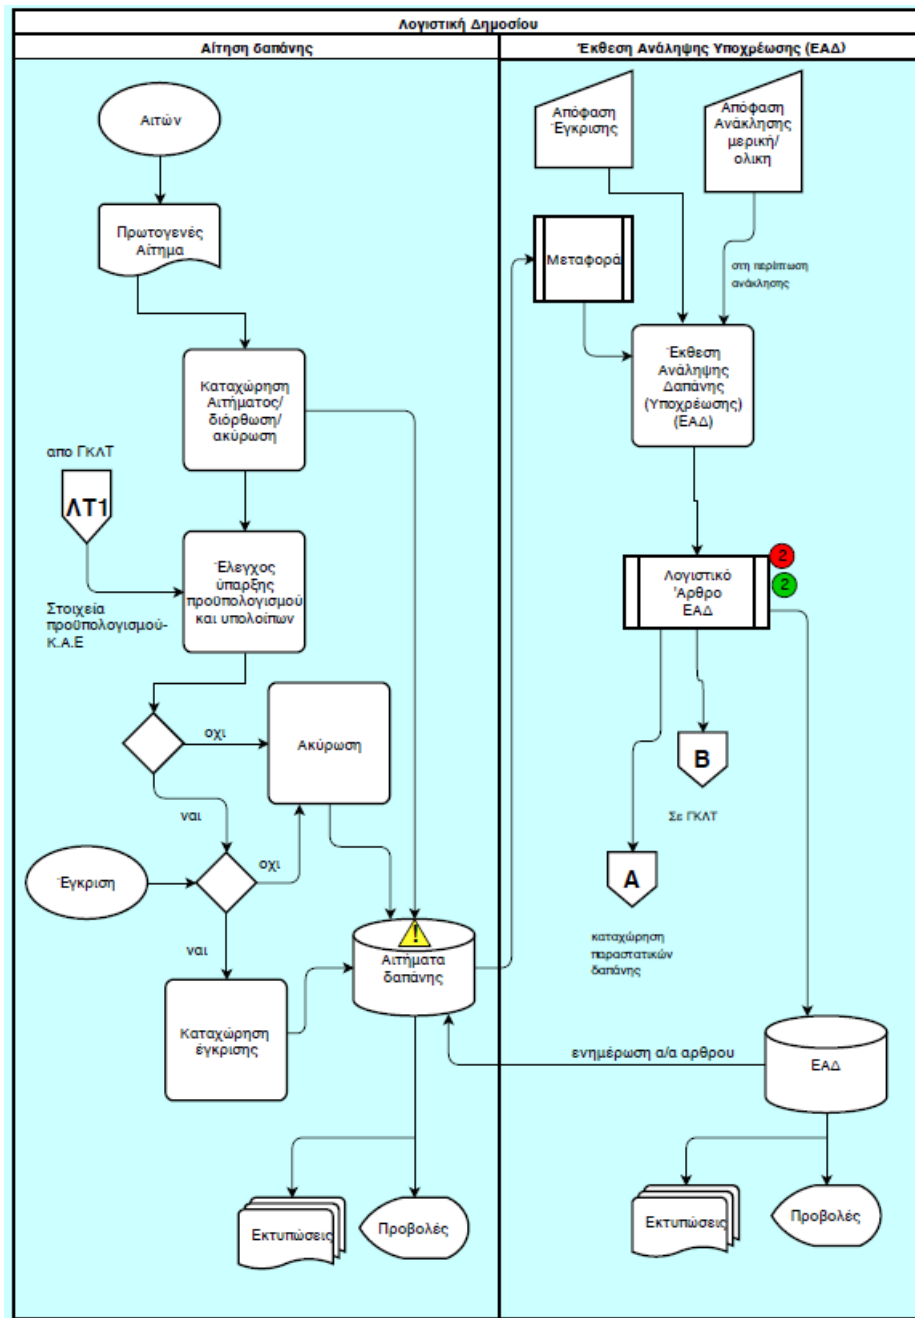 Λογιστική Δημοσίου
Αίτηση δαπάνης
Έκθεση Ανάληψης Υποχρέωσης (ΕΑΔ)
Αιτών
Πρωτογενές
Αίτημα
Καταχώρηση
Αιτήματος/
διόρθωση/
ακύρωση
απο ΓΚΛΤ
ΛΤ1
Στοιχεία
προϋπολογισμού-
Κ.Α.Ε
Έλεγχος
ύπαρξης
προϋπολογισμού
και υπολοίπων
οχι
Ακύρωση
ναι
Έγκριση
οχι
ναι
Καταχώρηση
έγκρισης
!
Αιτήματα
δαπάνης
Εκτυπώσεις
Προβολές
Απόφαση
Έγκρισης
Απόφαση
Ανάκλησης
μερική/
ολικη
Μεταφορά
στη περίπτωση
ανάκλησης
Έκθεση
Ανάληψης
Δαπάνης
(Υποχρέωσης)
(ΕΑΔ)
Λογιστικό
Άρθρο
ΕΑΔ
2
2
Β
Σε ΓΚΛΤ
Α
καταχώρηση
παραστατικών
δαπάνης
ενημέρωση α/α αρθρου
ΕΑΔ
Εκτυπώσεις
Προβολές